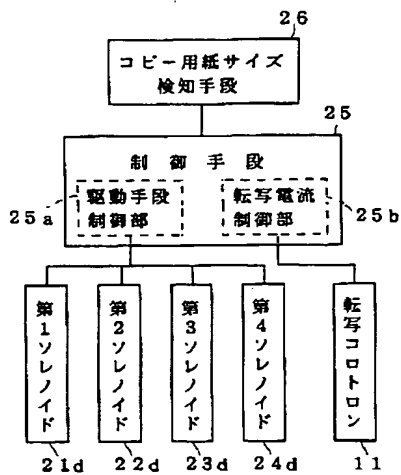 26
コピー用紙サイズ
検知手段
25
制御手段
駆動手段
制御部
転写電流
制御部
25a
25b
第1ソレノイド
第2ソレノイド
第3ソレノイド
第4ソレノイド
転写コロトロン
21d
22d
23d
24d
11